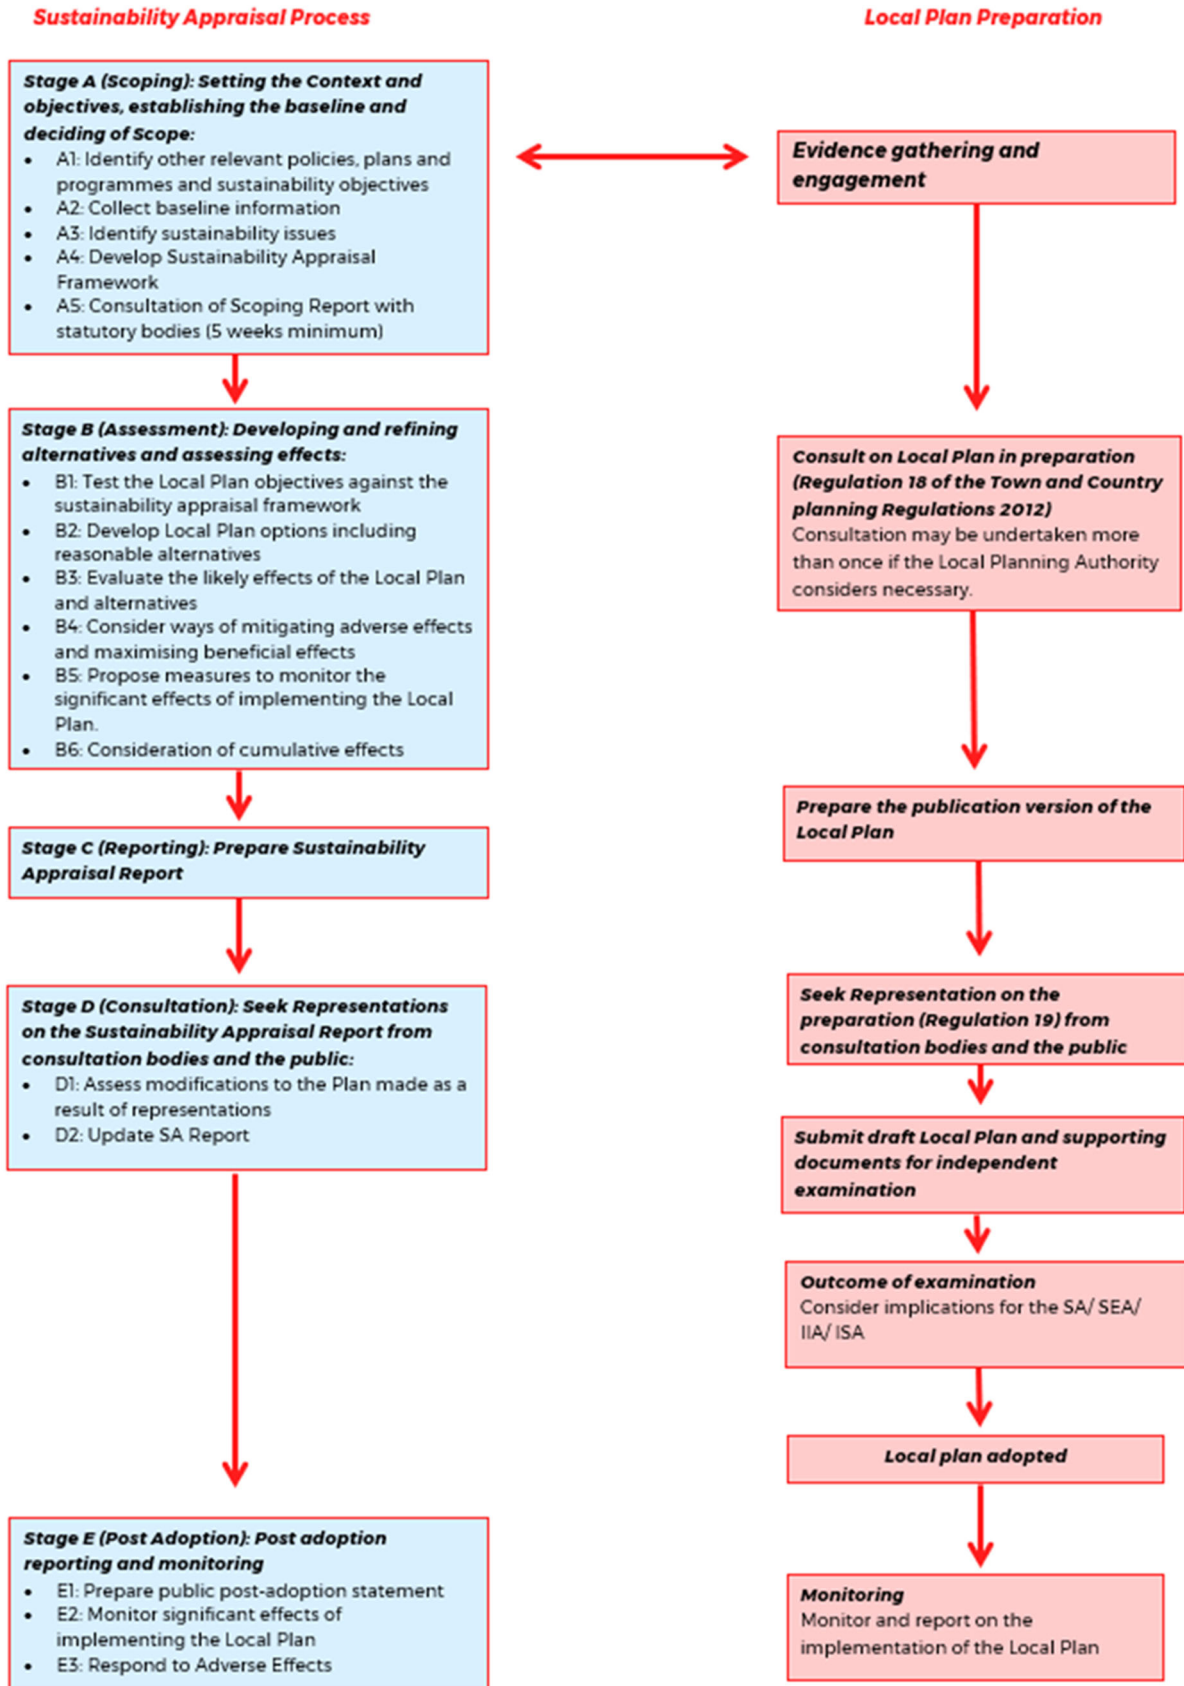 Sustainability Appraisal Process
Local Plan Preparation
Stage A (Scoping): Setting the Context and
objectives, establishing the baseline and
deciding of Scope:
• A1: Identify other relevant policies, plans and
programmes and sustainability objectives
• A2: Collect baseline information
• A3: Identify sustainability issues
• A4: Develop Sustainability Appraisal
Framework
• A5: Consultation of Scoping Report with
statutory bodies (5 weeks minimum)
Stage B (Assessment): Developing and refining
alternatives and assessing effects:
• B1: Test the Local Plan objectives against the
sustainability appraisal framework
• B2: Develop Local Plan options including
reasonable alternatives
• B3: Evaluate the likely effects of the Local Plan
and alternatives
• B4: Consider ways of mitigating adverse effects
and maximising beneficial effects
• B5: Propose measures to monitor the
significant effects of implementing the Local
Plan.
• B6: Consideration of cumulative effects
Stage C (Reporting): Prepare Sustainability
Appraisal Report
Stage D (Consultation): Seek Representations
on the Sustainability Appraisal Report from
consultation bodies and the public:
• D1: Assess modifications to the Plan made as a
result of representations
• D2: Update SA Report
Stage E (Post Adoption): Post adoption
reporting and monitoring
• E1: Prepare public post-adoption statement
• E2: Monitor significant effects of
implementing the Local Plan
• E3: Respond to Adverse Effects
Evidence gathering and
engagement
Consult on Local Plan in preparation
(Regulation 18 of the Town and Country
planning Regulations 2012)
Consultation may be undertaken more
than once if the Local Planning Authority
considers necessary.
Prepare the publication version of the
Local Plan
Seek Representation on the
preparation (Regulation 19) from
consultation bodies and the public
Submit draft Local Plan and supporting
documents for independent
examination
Outcome of examination
Consider implications for the SA/ SEA/
IIA/ ISA
Local plan adopted
Monitoring
Monitor and report on the
implementation of the Local Plan